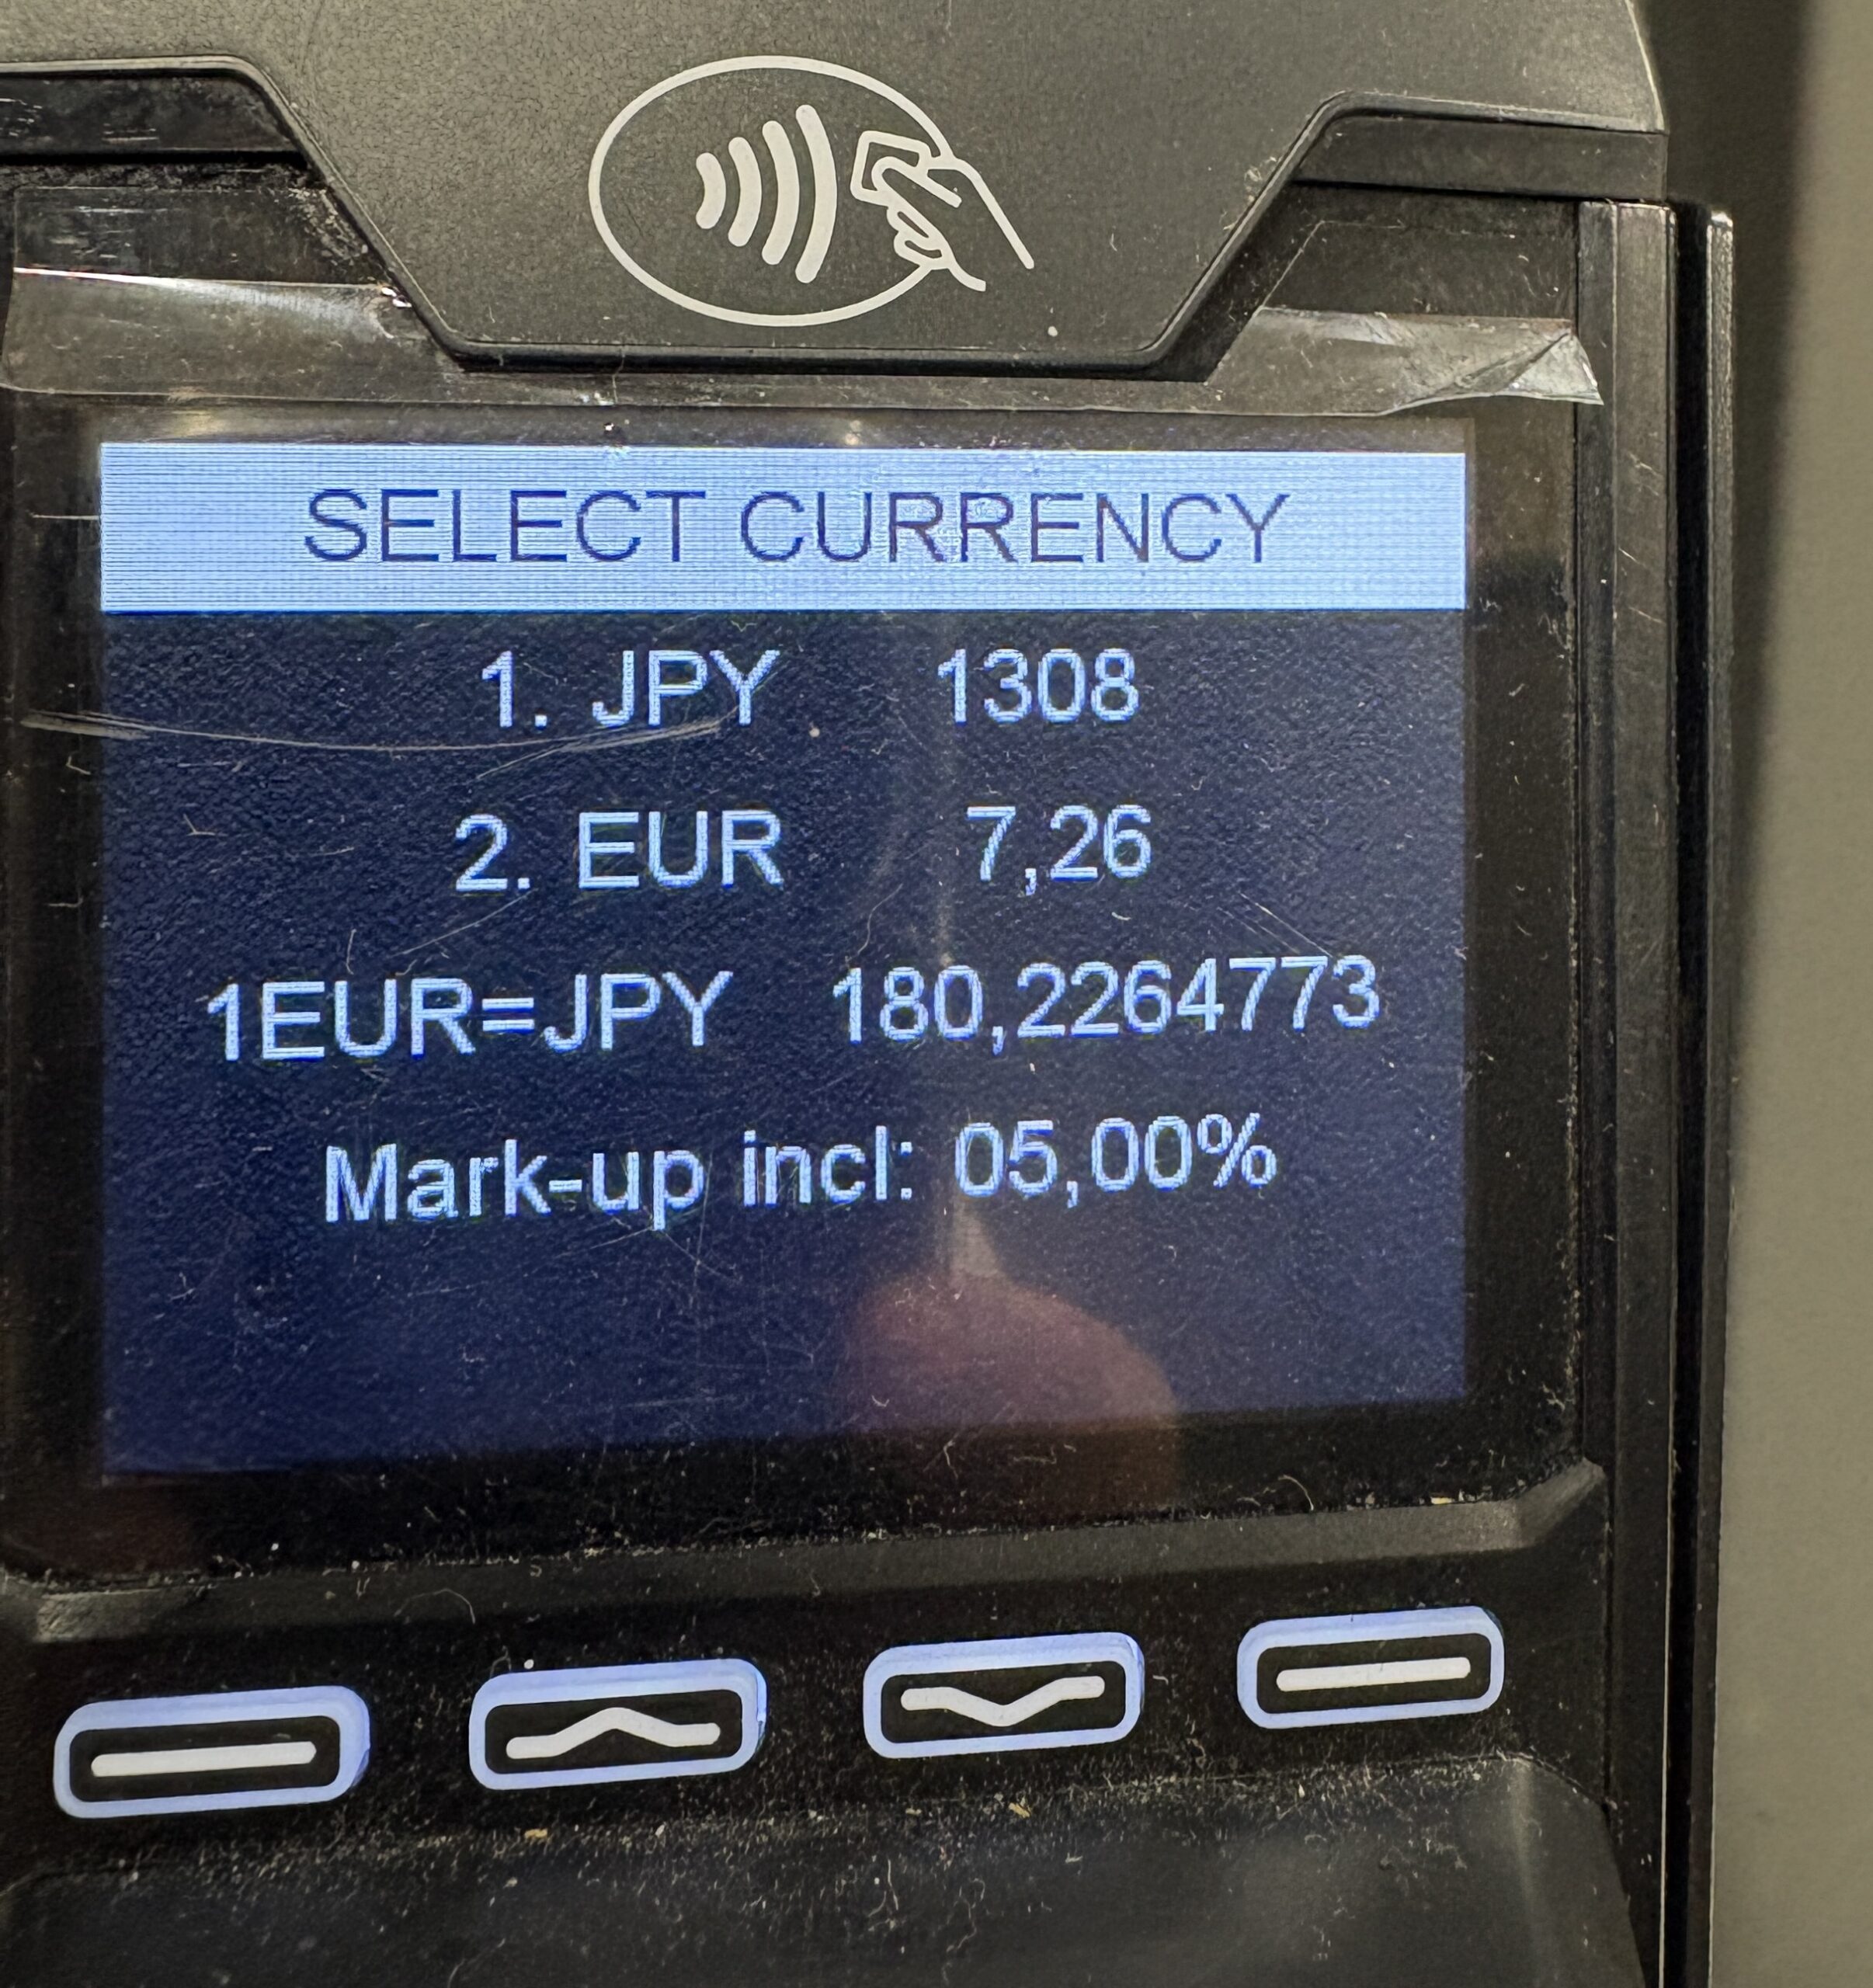 SELECT CURRENCY
1. JPY 1308
2. EUR 7,26
1EUR=JPY 180,2264773
Mark-up incl: 05,00%